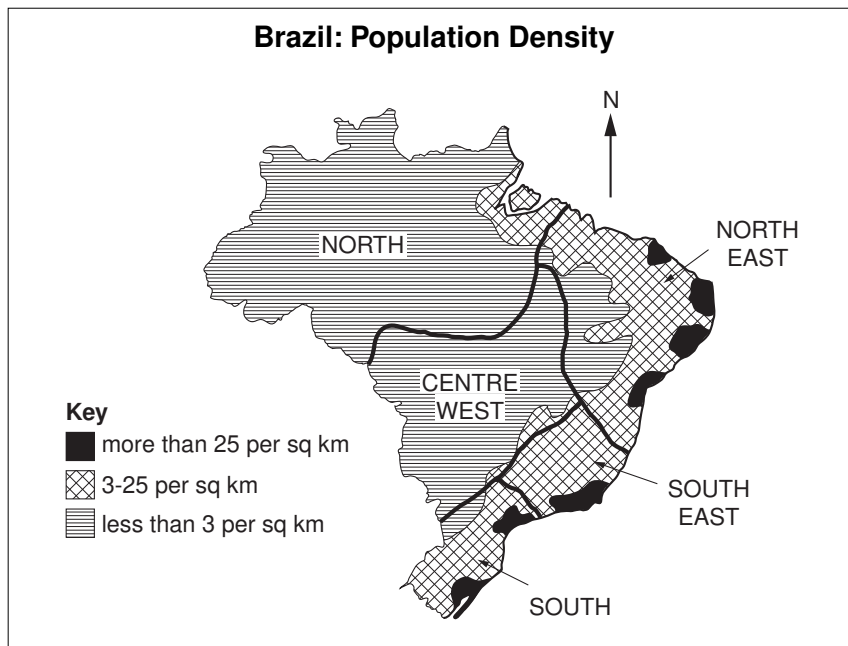 Brazil: Population Density
N
NORTH
NORTH
EAST
CENTRE
WEST
Key
more than 25 per sq km
3-25 per sq km
less than 3 per sq km
SOUTH
EAST
SOUTH